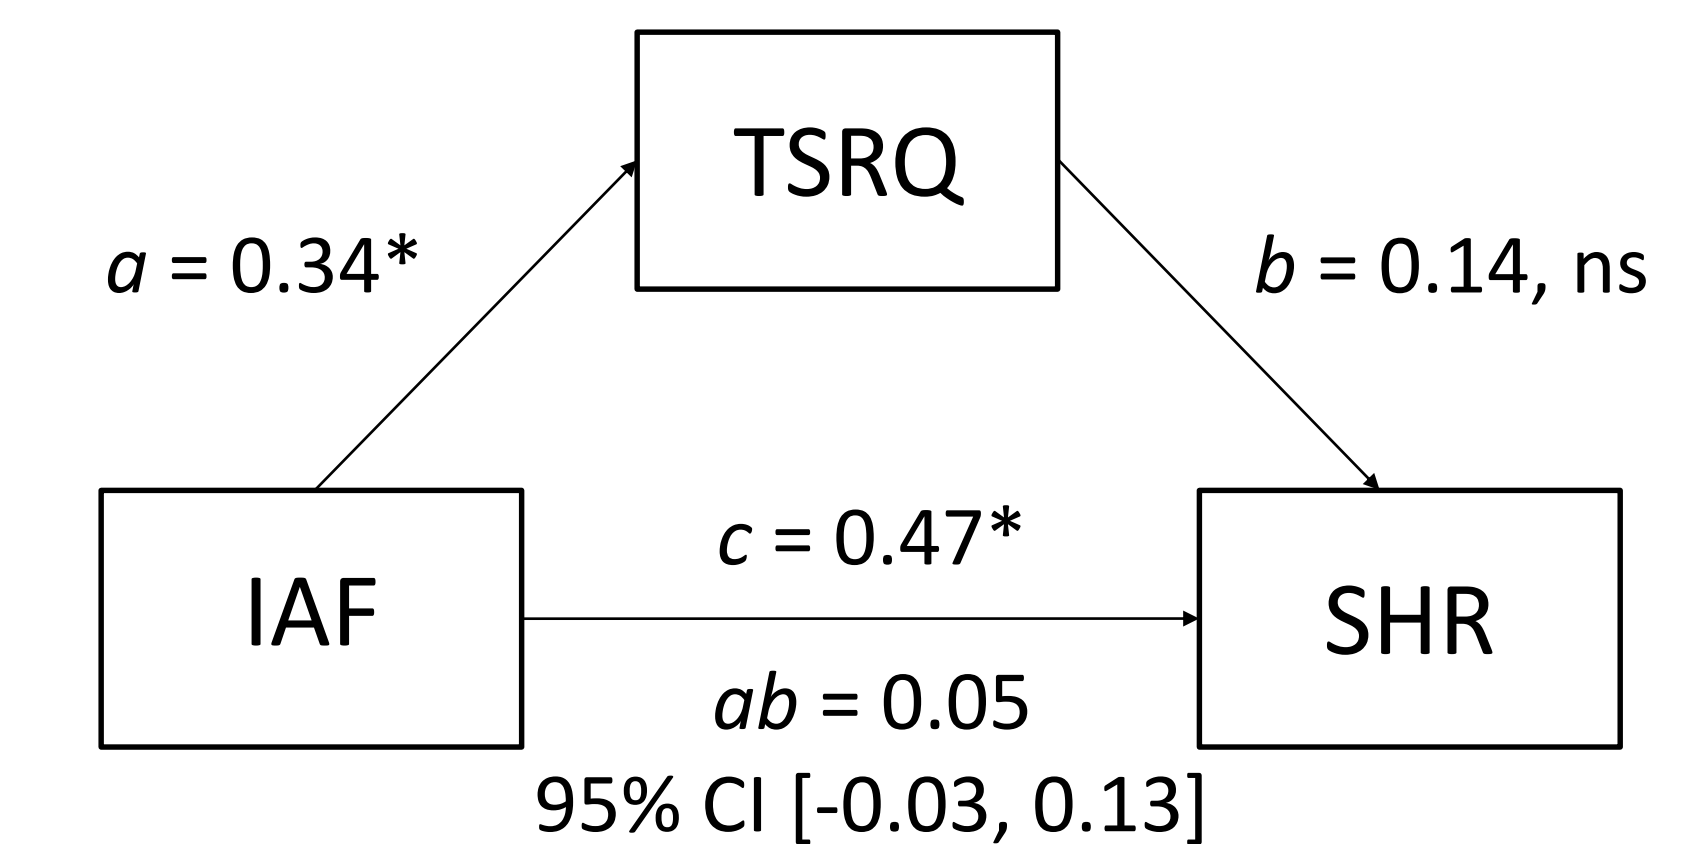 TSRQ
a = 0.34*
b = 0.14, ns
c = 0.47*
IAF
SHR
ab = 0.05
95% CI [-0.03, 0.13]